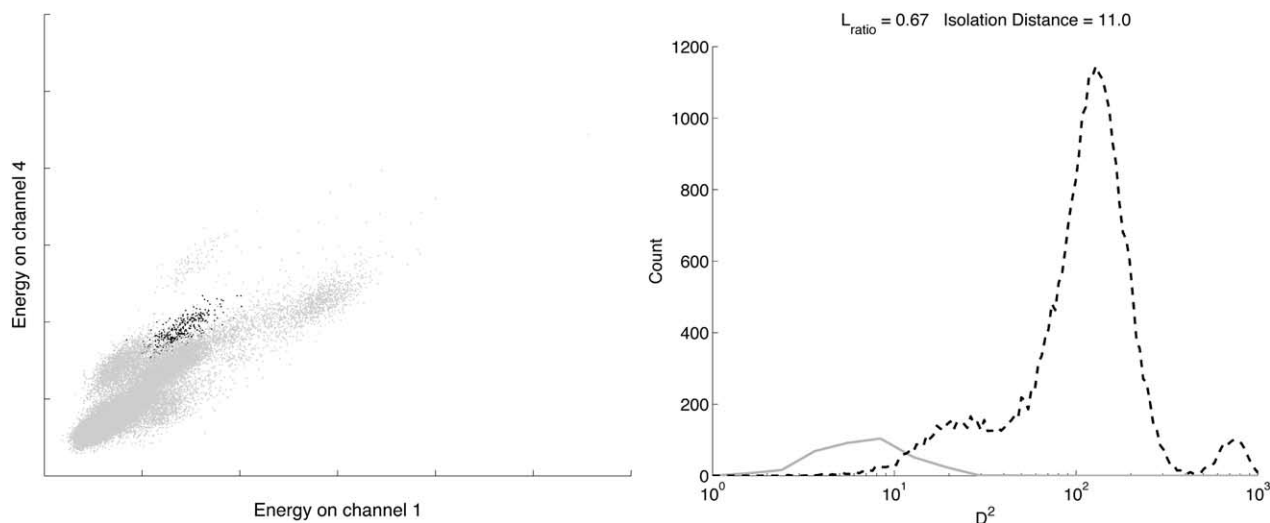 Energy on channel 4
Energy on channel 1
L_ratio = 0.67 Isolation Distance = 11.0
Count
1200
1000
800
600
400
200
0
10^0
10^1
10^2
10^3
D^2